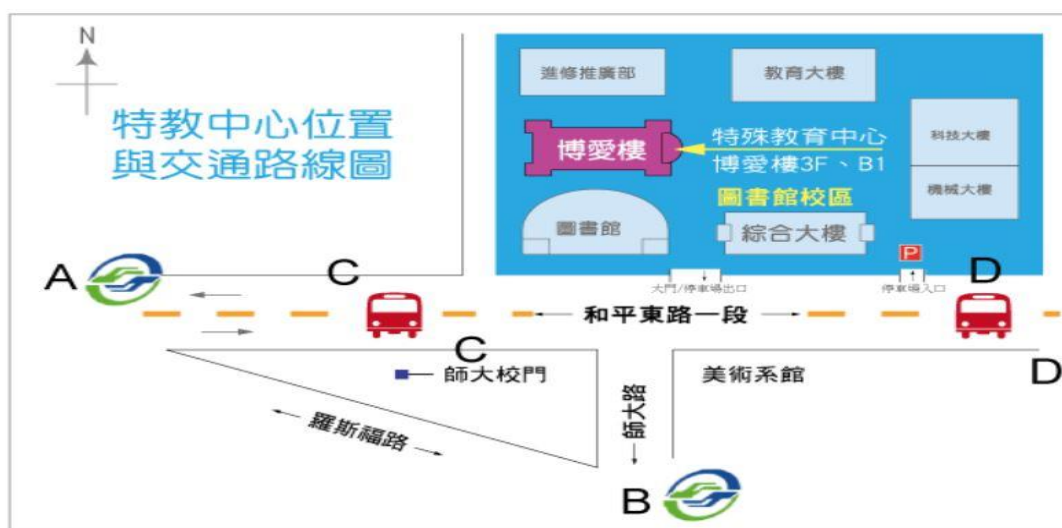 N
特教中心位置
與交通路線圖
進修推廣部
教育大樓
博愛樓
特殊教育中心
博愛樓3F、B1
科技大樓
機械大樓
圖書館校區
圖書館
綜合大樓
P
A
C
D
大門/停車場出口
停車場入口
和平東路一段
C
師大校門
美術系館
D
師大路
羅斯福路
B